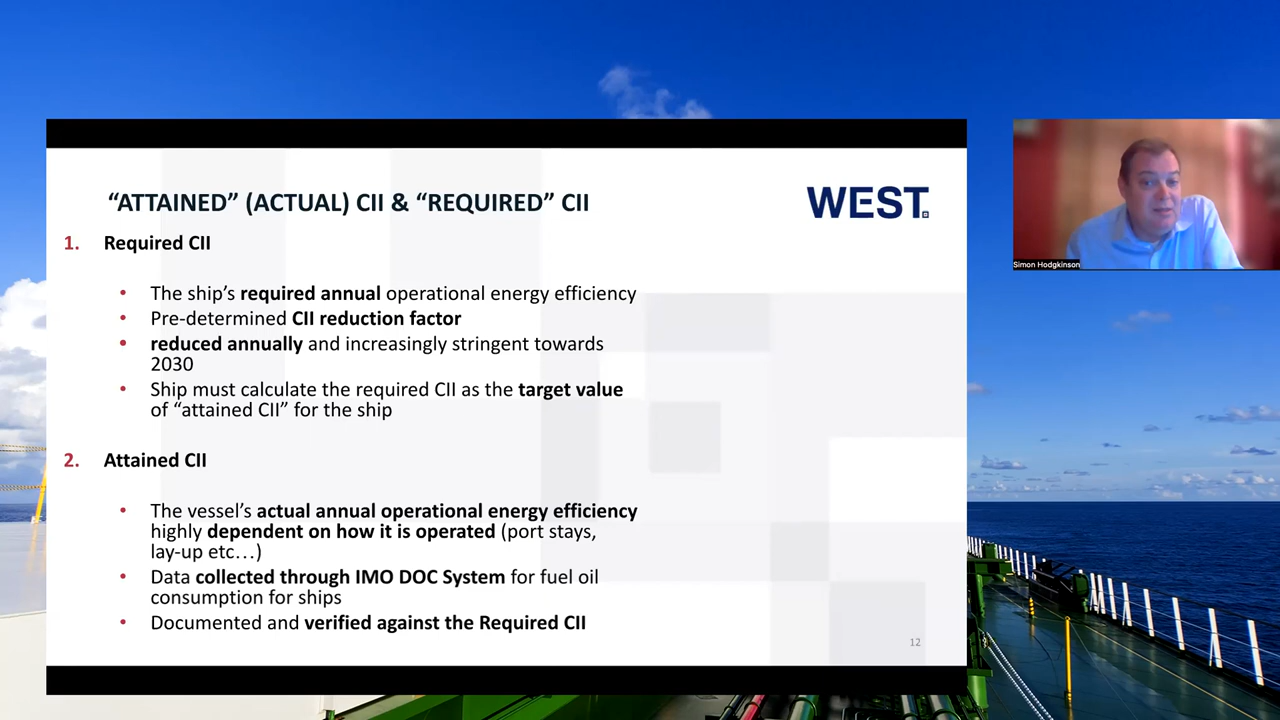 “ATTAINED” (ACTUAL) CII & “REQUIRED” CII
WEST.
1. Required CII
• The ship’s required annual operational energy efficiency
• Pre-determined CII reduction factor
• reduced annually and increasingly stringent towards
2030
• Ship must calculate the required CII as the target value
of “attained CII” for the ship
2. Attained CII
• The vessel’s actual annual operational energy efficiency
highly dependent on how it is operated (port stays,
lay-up etc…)
• Data collected through IMO DOC System for fuel oil
consumption for ships
• Documented and verified against the Required CII
12
Simon Hodgkinson